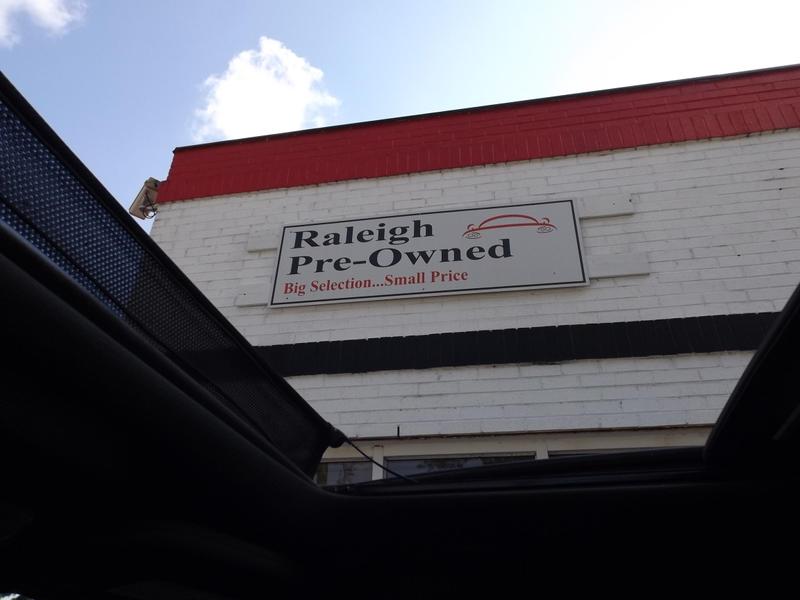 Raleigh
Pre-Owned
Big Selection...Small Price